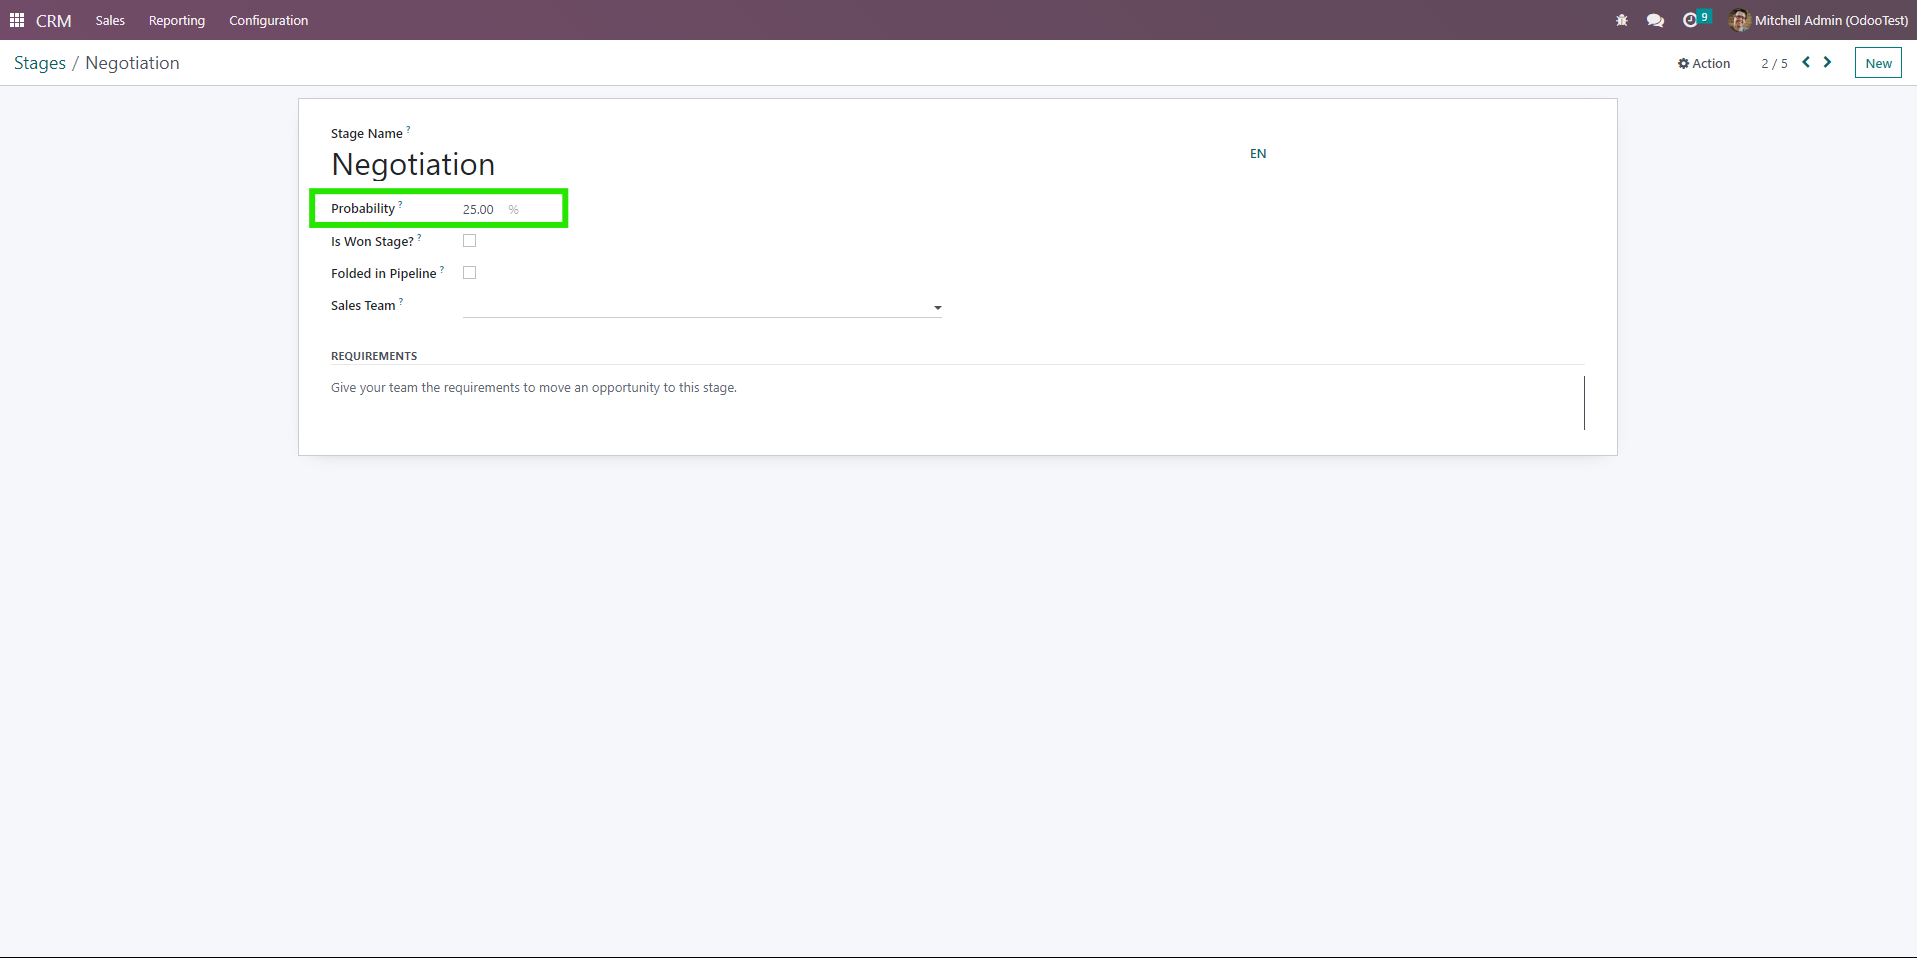 CRM Sales Reporting Configuration 9 Mitchell Admin (OdooTest)
Stages / Negotiation Action 2 / 5 New
Stage Name ?
Negotiation EN
Probability ? 25.00 %
Is Won Stage? ?
Folded in Pipeline ?
Sales Team ?
REQUIREMENTS
Give your team the requirements to move an opportunity to this stage.